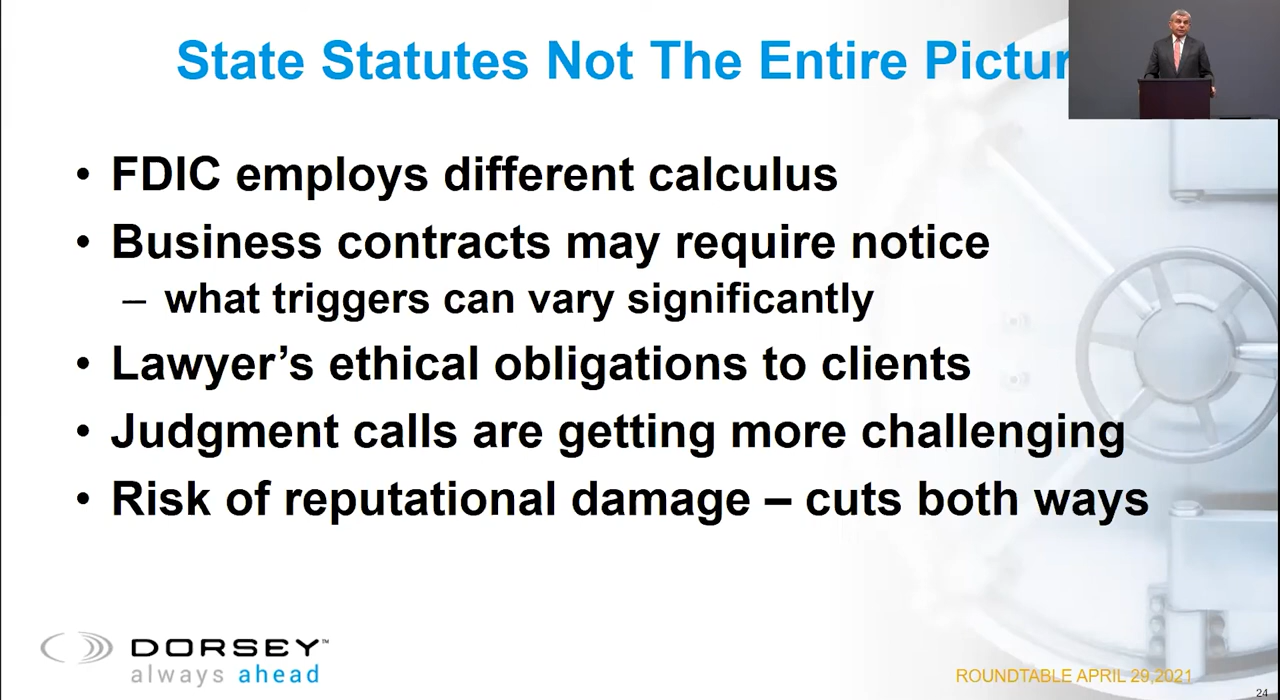 State Statutes Not The Entire Pictur
• FDIC employs different calculus
• Business contracts may require notice
– what triggers can vary significantly
• Lawyer’s ethical obligations to clients
• Judgment calls are getting more challenging
• Risk of reputational damage – cuts both ways
DORSEY™
always ahead
ROUNDTABLE APRIL 29,2021
24